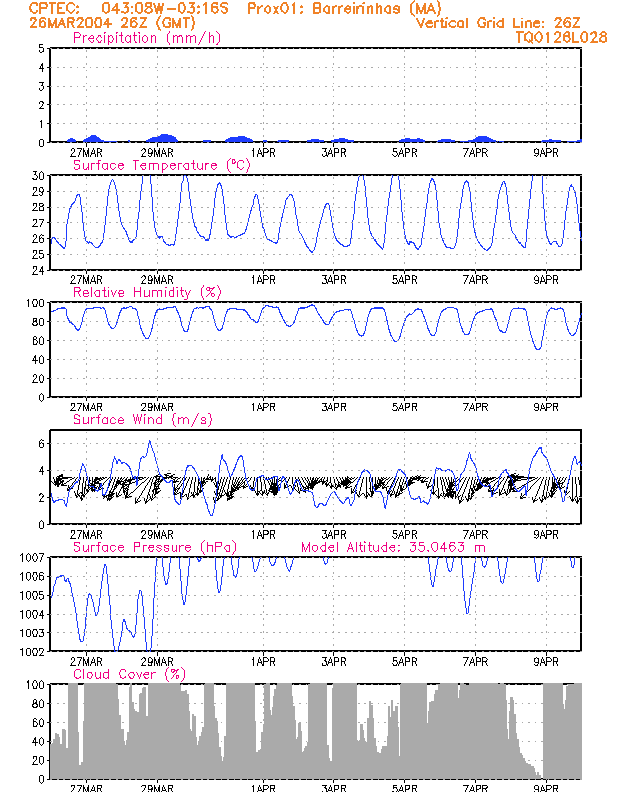 CPTEC: 043:08W-03:16S Prox01: Barreirinhas (MA)
26MAR2004 26Z (GMT) Vertical Grid Line: 26Z
Precipitation (mm/h) TQ0126L028
5
4
3
2
1
0
27MAR 29MAR 1APR 3APR 5APR 7APR 9APR
Surface Temperature (°C)
30
29
28
27
26
25
24
27MAR 29MAR 1APR 3APR 5APR 7APR 9APR
Relative Humidity (%)
100
80
60
40
20
0
27MAR 29MAR 1APR 3APR 5APR 7APR 9APR
Surface Wind (m/s)
6
4
2
0
27MAR 29MAR 1APR 3APR 5APR 7APR 9APR
Surface Pressure (hPa) Model Altitude: 35.0463 m
1007
1006
1005
1004
1003
1002
27MAR 29MAR 1APR 3APR 5APR 7APR 9APR
Cloud Cover (%)
100
80
60
40
20
0
27MAR 29MAR 1APR 3APR 5APR 7APR 9APR